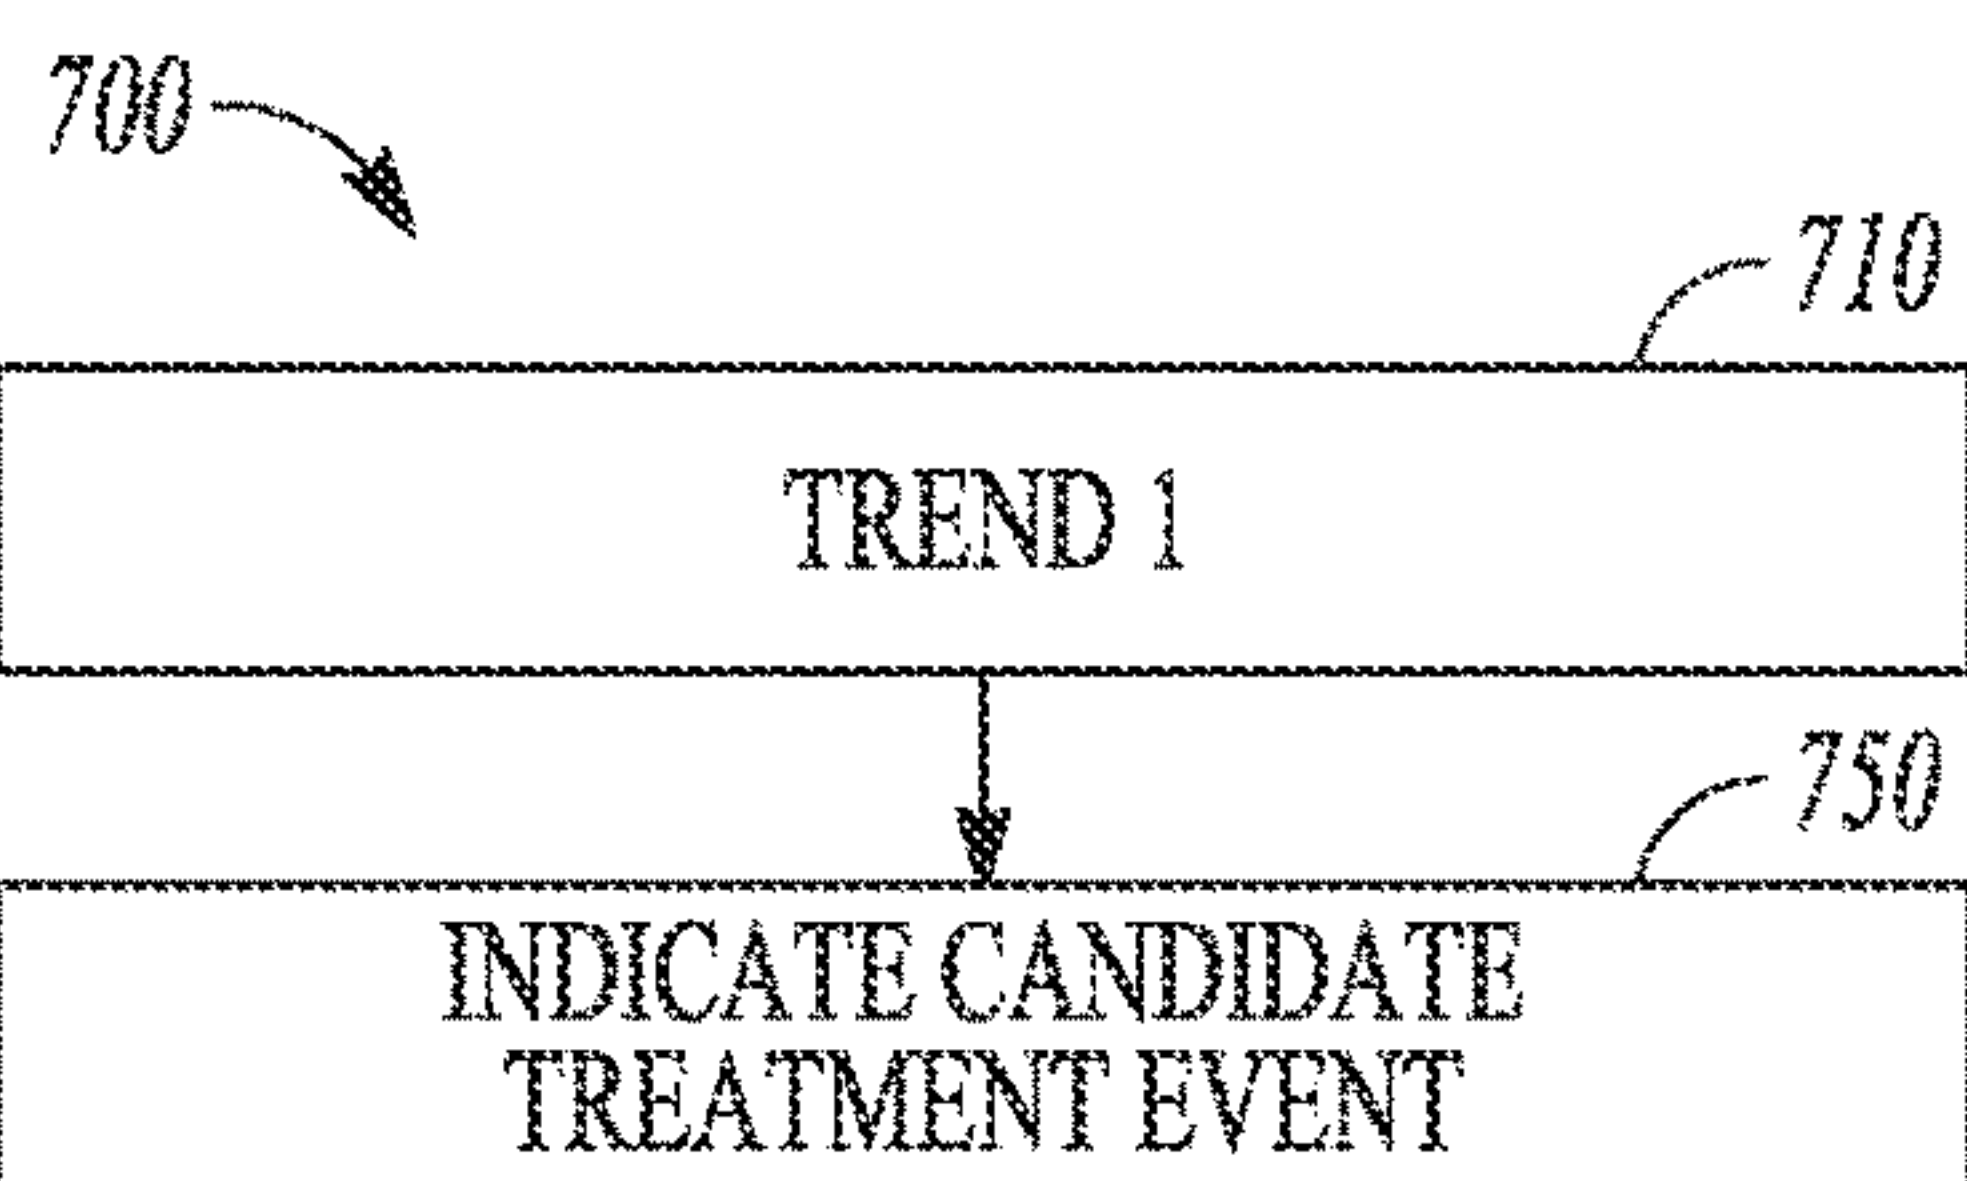 700
710
TREND 1
750
INDICATE CANDIDATE
TREATMENT EVENT